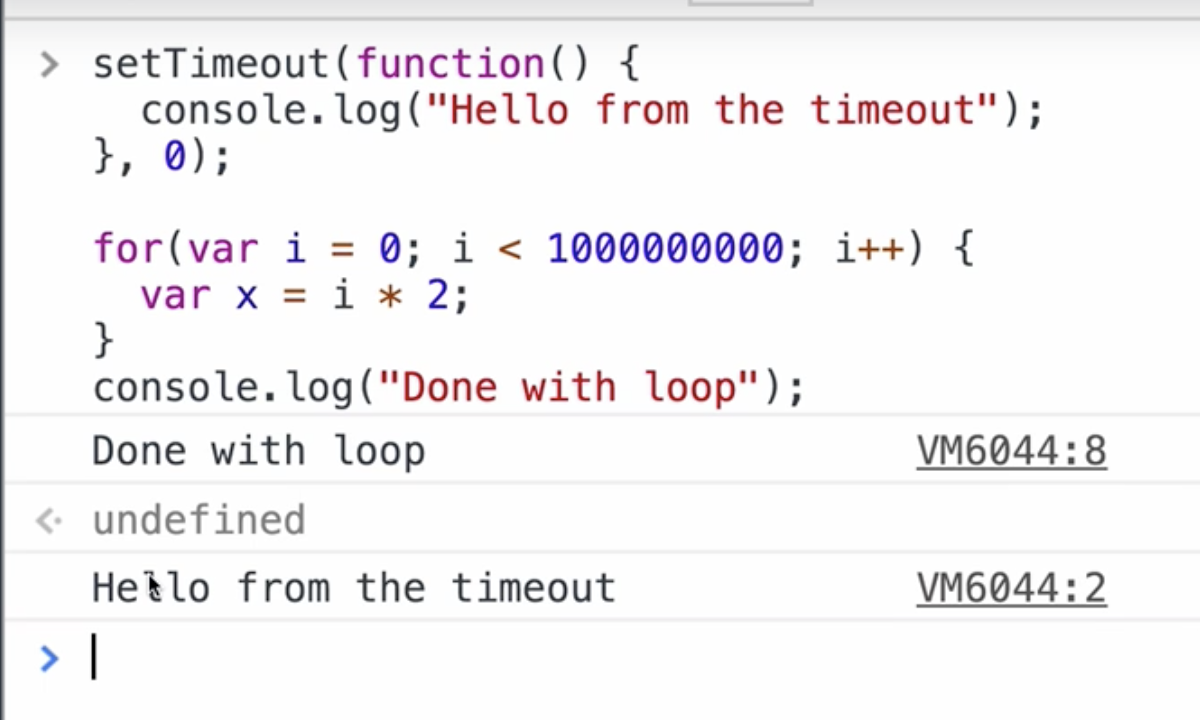 > setTimeout(function() {
  console.log("Hello from the timeout");
}, 0);

for(var i = 0; i < 1000000000; i++) {
  var x = i * 2;
}
console.log("Done with loop");
Done with loop VM6044:8
undefined
Hello from the timeout VM6044:2
>